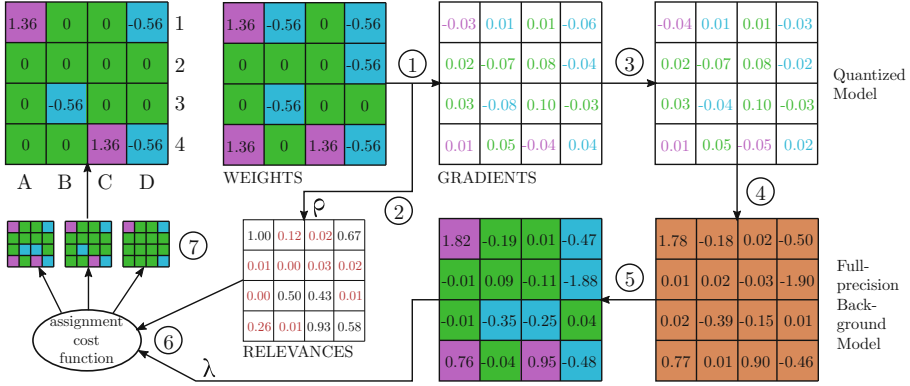 1.36 0 0 -0.56 1
0 0 0 0 2
0 -0.56 0 0 3
0 0 1.36 -0.56 4
A B C D
1.36 -0.56 0 -0.56
0 0 0 -0.56
0 -0.56 0 0
1.36 0 1.36 -0.56
WEIGHTS
1
-0.03 0.01 0.01 -0.06
0.02 -0.07 0.08 -0.04
0.03 -0.08 0.10 -0.03
0.01 0.05 -0.04 0.04
GRADIENTS
3
-0.04 0.01 0.01 -0.03
0.02 -0.07 0.08 -0.02
0.03 -0.04 0.10 -0.03
0.01 0.05 -0.05 0.02
Quantized
Model
ρ
2
4
1.00 0.12 0.02 0.67
0.01 0.00 0.03 0.02
0.00 0.50 0.43 0.01
0.26 0.01 0.93 0.58
RELEVANCES
1.82 -0.19 0.01 -0.47
-0.01 0.09 -0.11 -1.88
-0.01 -0.35 -0.25 0.04
0.76 -0.04 0.95 -0.48
5
1.78 -0.18 0.02 -0.50
0.01 0.02 -0.03 -1.90
0.02 -0.39 -0.15 0.01
0.77 0.01 0.90 -0.46
Full-
precision
Back-
ground
Model
7
assignment
cost
function
6
λ